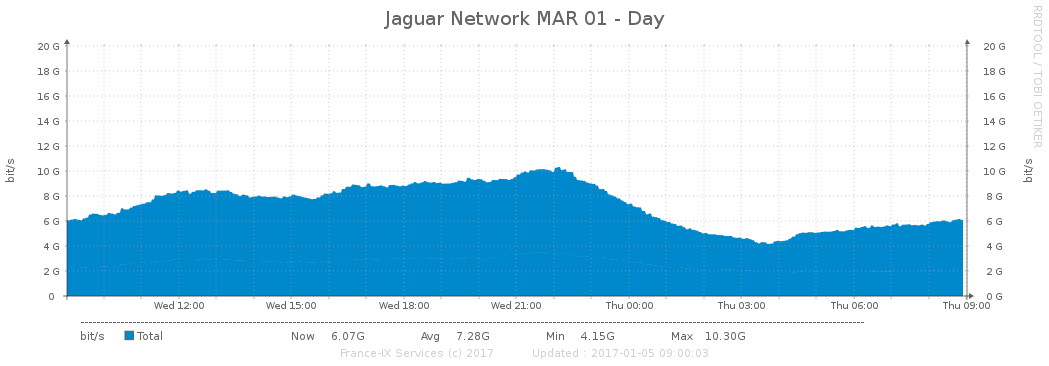 Jaguar Network MAR 01 - Day
RRDTOOL / TOBI OETIKER
bit/s
bit/s
20 G 20 G
18 G 18 G
16 G 16 G
14 G 14 G
12 G 12 G
10 G 10 G
8 G 8 G
6 G 6 G
4 G 4 G
2 G 2 G
0 0 G
Wed 12:00 Wed 15:00 Wed 18:00 Wed 21:00 Thu 00:00 Thu 03:00 Thu 06:00 Thu 09:00
bit/s Total Now 6.07G Avg 7.28G Min 4.15G Max 10.30G
France-IX Services (c) 2017 Updated : 2017-01-05 09:00:03